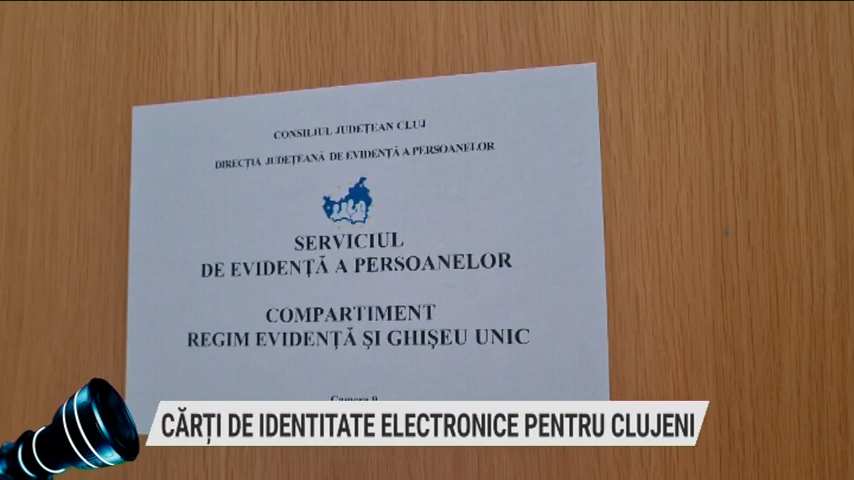 CONSILIUL JUDEȚEAN CLUJ
DIRECȚIA JUDEȚEANĂ DE EVIDENȚĂ A PERSOANELOR
SERVICIUL
DE EVIDENȚĂ A PERSOANELOR
COMPARTIMENT
REGIM EVIDENȚĂ ȘI GHIȘEU UNIC
CĂRȚI DE IDENTITATE ELECTRONICE PENTRU CLUJENI